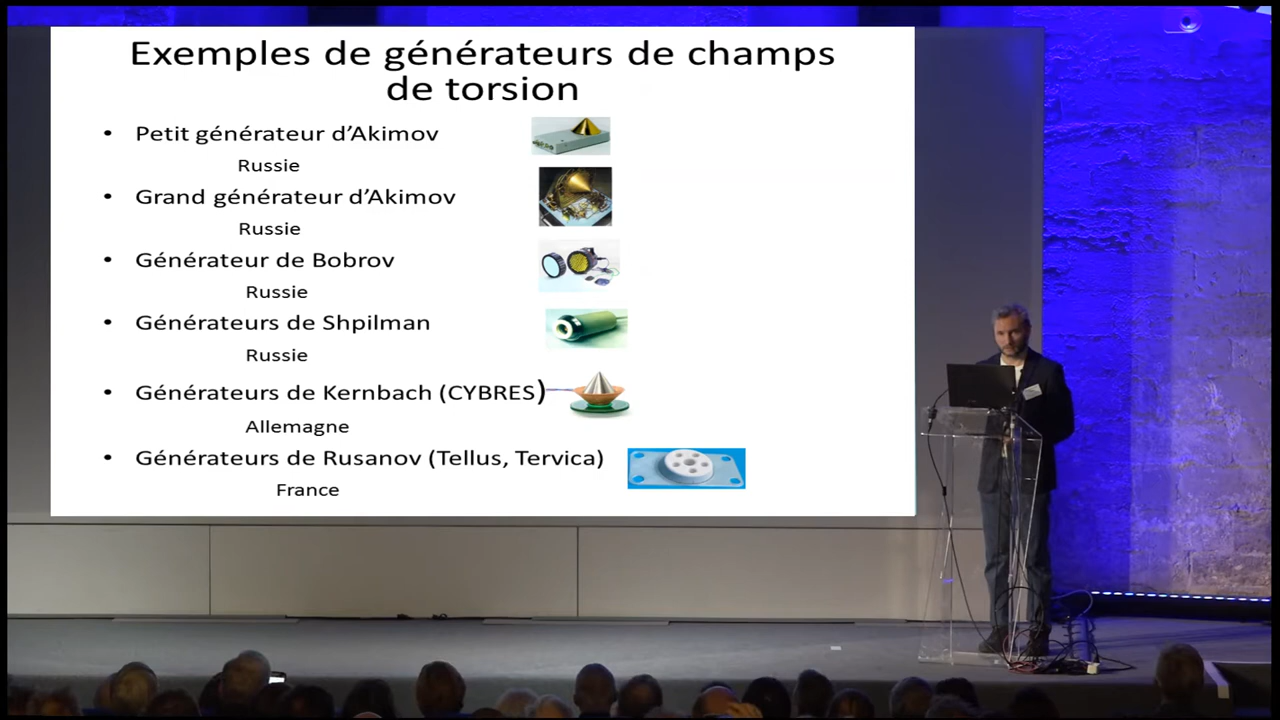 Exemples de générateurs de champs
de torsion
• Petit générateur d’Akimov
Russie
• Grand générateur d’Akimov
Russie
• Générateur de Bobrov
Russie
• Générateurs de Shpilman
Russie
• Générateurs de Kernbach (CYBRES)
Allemagne
• Générateurs de Rusanov (Tellus, Tervica)
France